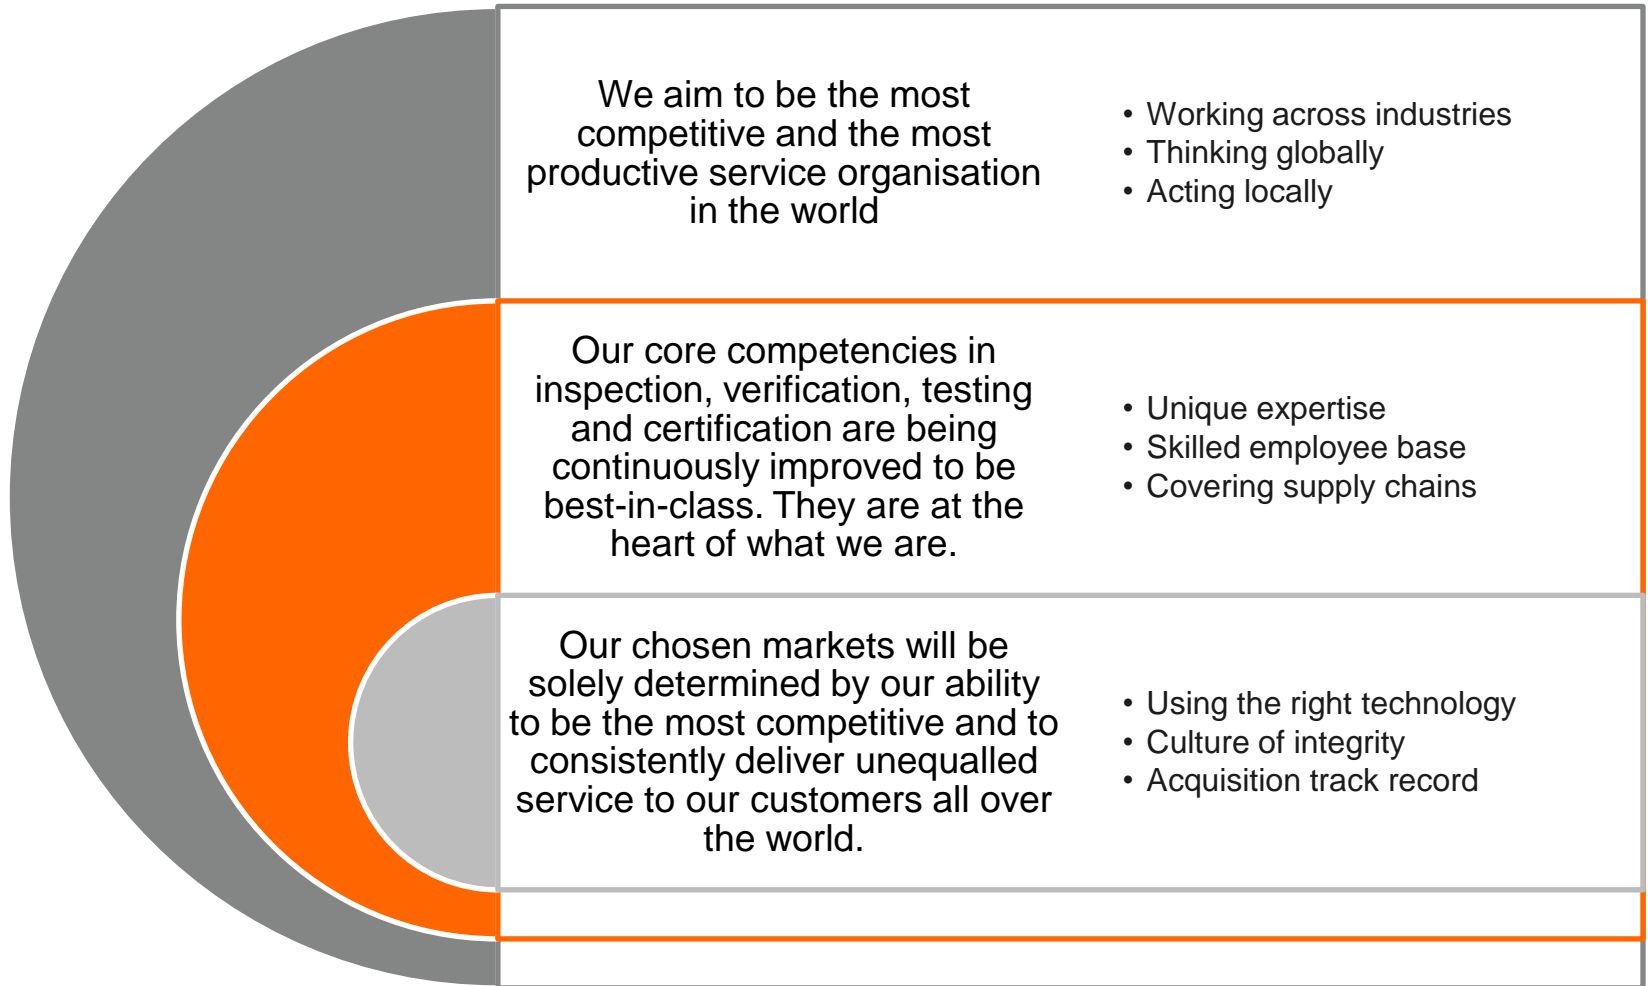 We aim to be the most
competitive and the most
productive service organisation
in the world
• Working across industries
• Thinking globally
• Acting locally
Our core competencies in
inspection, verification, testing
and certification are being
continuously improved to be
best-in-class. They are at the
heart of what we are.
• Unique expertise
• Skilled employee base
• Covering supply chains
Our chosen markets will be
solely determined by our ability
to be the most competitive and to
consistently deliver unequalled
service to our customers all over
the world.
• Using the right technology
• Culture of integrity
• Acquisition track record